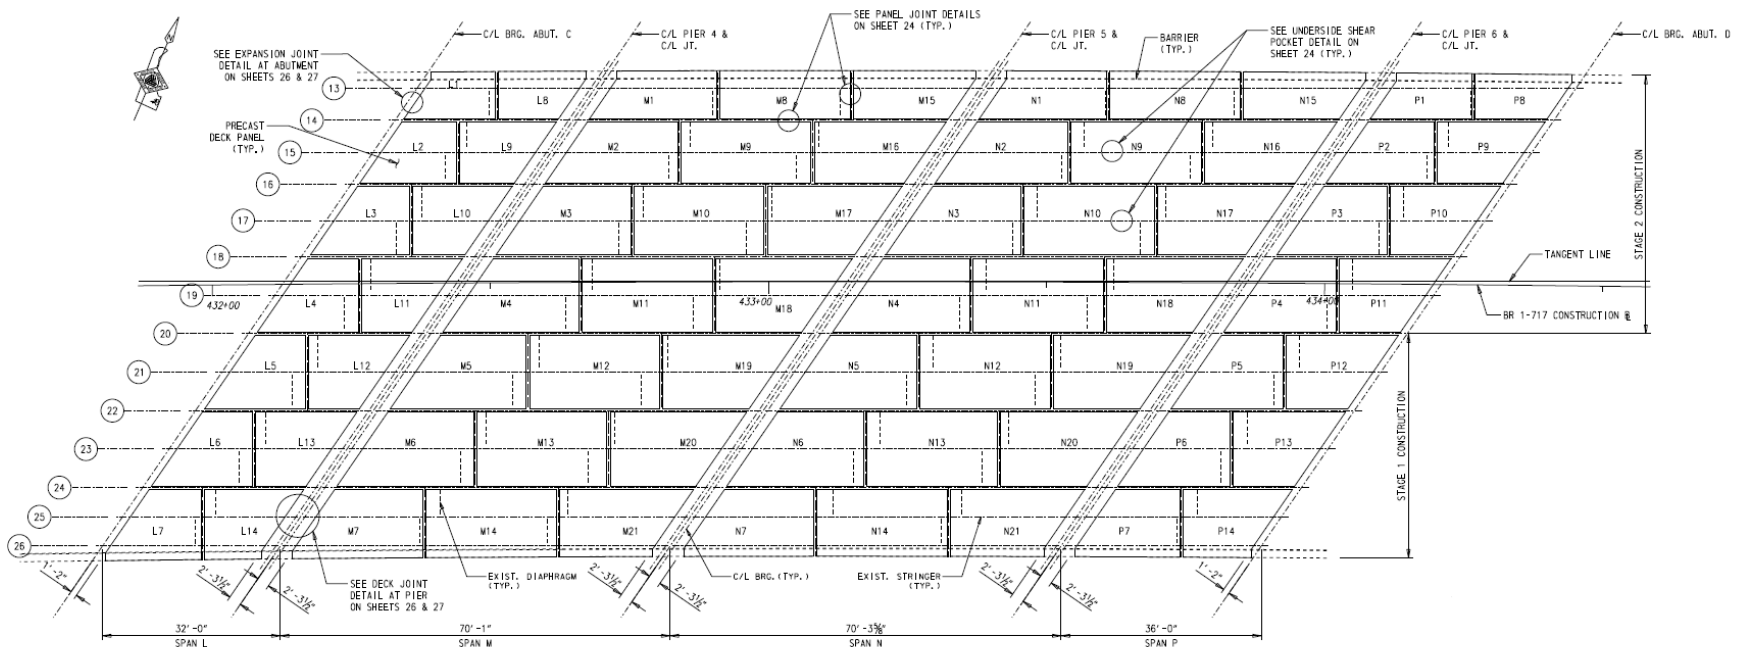 SEE PANEL JOINT DETAILS
ON SHEET 24 (TYP.)
C/L BRG. ABUT. C
C/L PIER 4 &
C/L JT.
C/L PIER 5 &
C/L JT.
BARRIER
(TYP.)
SEE UNDERSIDE SHEAR
POCKET DETAIL ON
SHEET 24 (TYP.)
C/L PIER 6 &
C/L JT.
C/L BRG. ABUT. D
SEE EXPANSION JOINT
DETAIL AT ABUTMENT
ON SHEETS 26 & 27
PRECAST
DECK PANEL
(TYP.)
13
L1 L8 M1 M8 M15 N1 N8 N15 P1 P8
14
15
L2 L9 M2 M9 M16 N2 N9 N16 P2 P9
16
17
L3 L10 M3 M10 M17 N3 N10 N17 P3 P10
18
TANGENT LINE
19
432+00 433+00 434+00
L4 L11 M4 M11 M18 N4 N11 N18 P4 P11
BR 1-717 CONSTRUCTION ℄
20
21
L5 L12 M5 M12 M19 N5 N12 N19 P5 P12
22
23
L6 L13 M6 M13 M20 N6 N13 N20 P6 P13
24
25
L7 L14 M7 M14 M21 N7 N14 N21 P7 P14
26
STAGE 2 CONSTRUCTION
STAGE 1 CONSTRUCTION
1'-2"
2'-3½"
2'-3½"
SEE DECK JOINT
DETAIL AT PIER
ON SHEETS 26 & 27
EXIST. DIAPHRAGM
(TYP.)
2'-3½"
2'-3½"
C/L BRG. (TYP.)
EXIST. STRINGER
(TYP.)
2'-3½"
2'-3½"
1'-2"
32'-0"
SPAN L
70'-1"
SPAN M
SPAN N
36'-0"
SPAN P